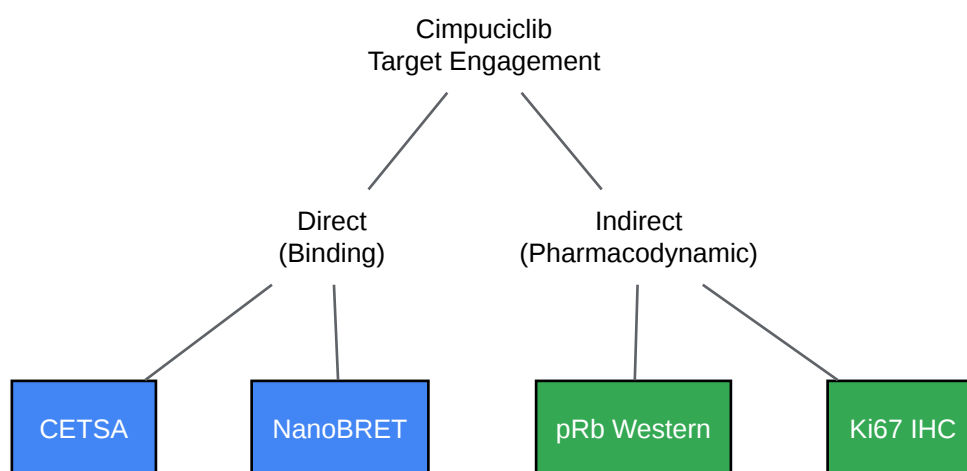 Cimpuciclib
Target Engagement
Direct
(Binding)
Indirect
(Pharmacodynamic)
CETSA
NanoBRET
pRb Western
Ki67 IHC